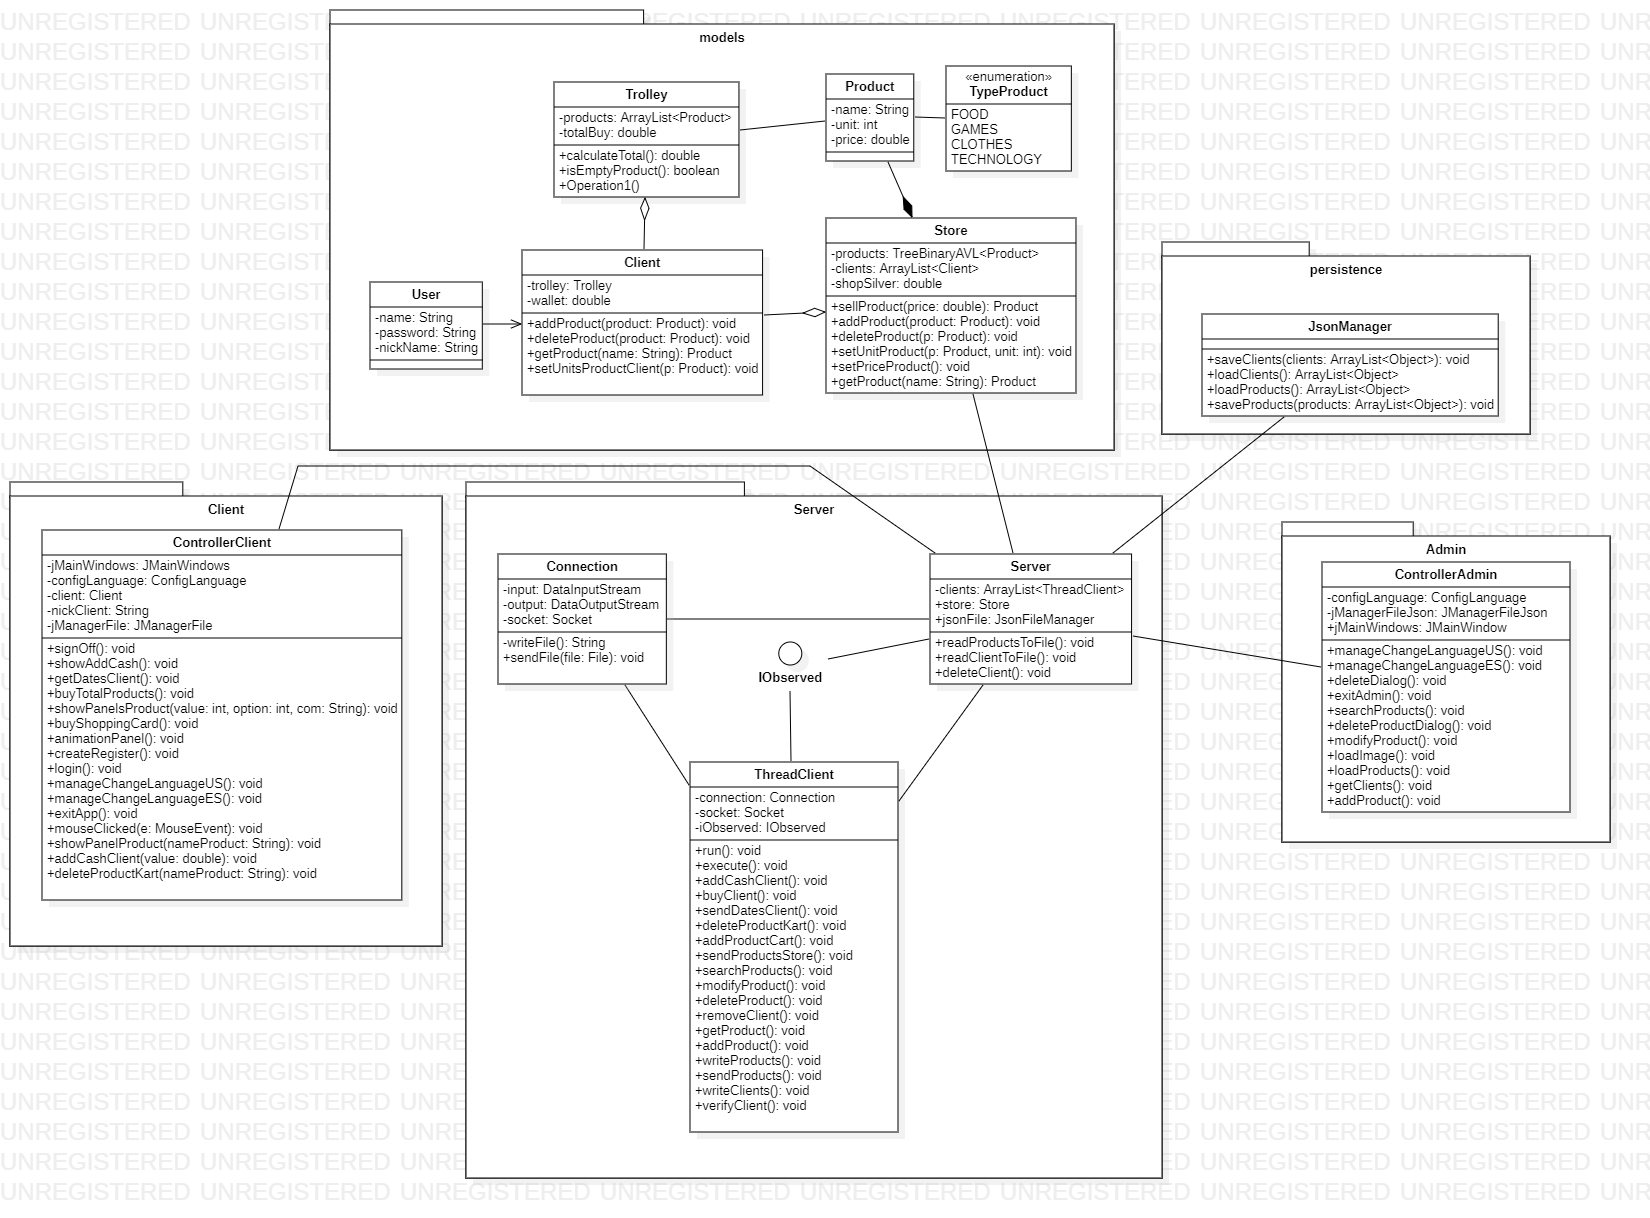 models
Trolley
-products: ArrayList<Product>
-totalBuy: double
+calculateTotal(): double
+isEmptyProduct(): boolean
+Operation1()
Product
-name: String
-unit: int
-price: double
«enumeration»
TypeProduct
FOOD
GAMES
CLOTHES
TECHNOLOGY
User
-name: String
-password: String
-nickName: String
Client
-trolley: Trolley
-wallet: double
+addProduct(product: Product): void
+deleteProduct(product: Product): void
+getProduct(name: String): Product
+setUnitsProductClient(p: Product): void
Store
-products: TreeBinaryAVL<Product>
-clients: ArrayList<Client>
-shopSilver: double
+sellProduct(price: double): Product
+addProduct(product: Product): void
+deleteProduct(p: Product): void
+setUnitProduct(p: Product, unit: int): void
+setPriceProduct(): void
+getProduct(name: String): Product
persistence
JsonManager
+saveClients(clients: ArrayList<Object>): void
+loadClients(): ArrayList<Object>
+loadProducts(): ArrayList<Object>
+saveProducts(products: ArrayList<Object>): void
Client
ControllerClient
-jMainWindows: JMainWindows
-configLanguage: ConfigLanguage
-client: Client
-nickClient: String
-jManagerFile: JManagerFile
+signOff(): void
+showAddCash(): void
+getDatesClient(): void
+buyTotalProducts(): void
+showPanelsProduct(value: int, option: int, com: String): void
+buyShoppingCard(): void
+animationPanel(): void
+createRegister(): void
+login(): void
+manageChangeLanguageUS(): void
+manageChangeLanguageES(): void
+exitApp(): void
+mouseClicked(e: MouseEvent): void
+showPanelProduct(nameProduct: String): void
+addCashClient(value: double): void
+deleteProductKart(nameProduct: String): void
Server
Connection
-input: DataInputStream
-output: DataOutputStream
-socket: Socket
-writeFile(): String
+sendFile(file: File): void
IObserved
Server
-clients: ArrayList<ThreadClient>
+store: Store
+jsonFile: JsonFileManager
+readProductsToFile(): void
+readClientToFile(): void
+deleteClient(): void
ThreadClient
-connection: Connection
-socket: Socket
-iObserved: IObserved
+run(): void
+execute(): void
+addCashClient(): void
+buyClient(): void
+sendDatesClient(): void
+deleteProductKart(): void
+addProductCart(): void
+sendProductsStore(): void
+searchProducts(): void
+modifyProduct(): void
+deleteProduct(): void
+removeClient(): void
+getProduct(): void
+addProduct(): void
+writeProducts(): void
+sendProducts(): void
+writeClients(): void
+verifyClient(): void
Admin
ControllerAdmin
-configLanguage: ConfigLanguage
-jManagerFileJson: JManagerFileJson
+jMainWindows: JMainWindow
+manageChangeLanguageUS(): void
+manageChangeLanguageES(): void
+deleteDialog(): void
+exitAdmin(): void
+searchProducts(): void
+deleteProductDialog(): void
+modifyProduct(): void
+loadImage(): void
+loadProducts(): void
+getClients(): void
+addProduct(): void